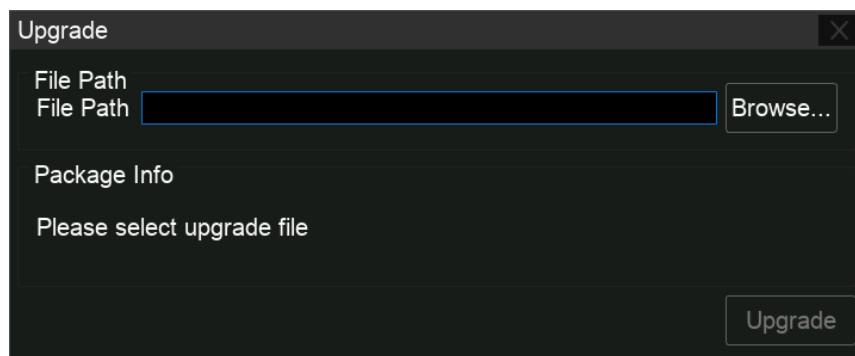 Upgrade
File Path
File Path
Browse...
Package Info
Please select upgrade file
Upgrade